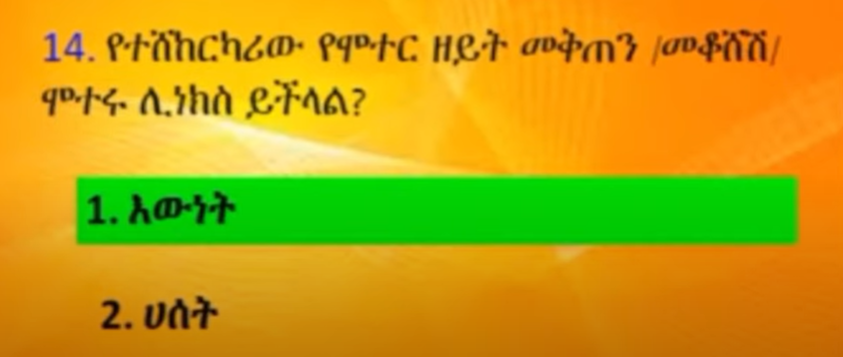 14. የተሽከርካሪው የሞተር ዘይት መቅጠን /መቆሸሽ/
ሞተሩ ሊነክስ ይችላል?
1. እውነት
2. ሀሰት